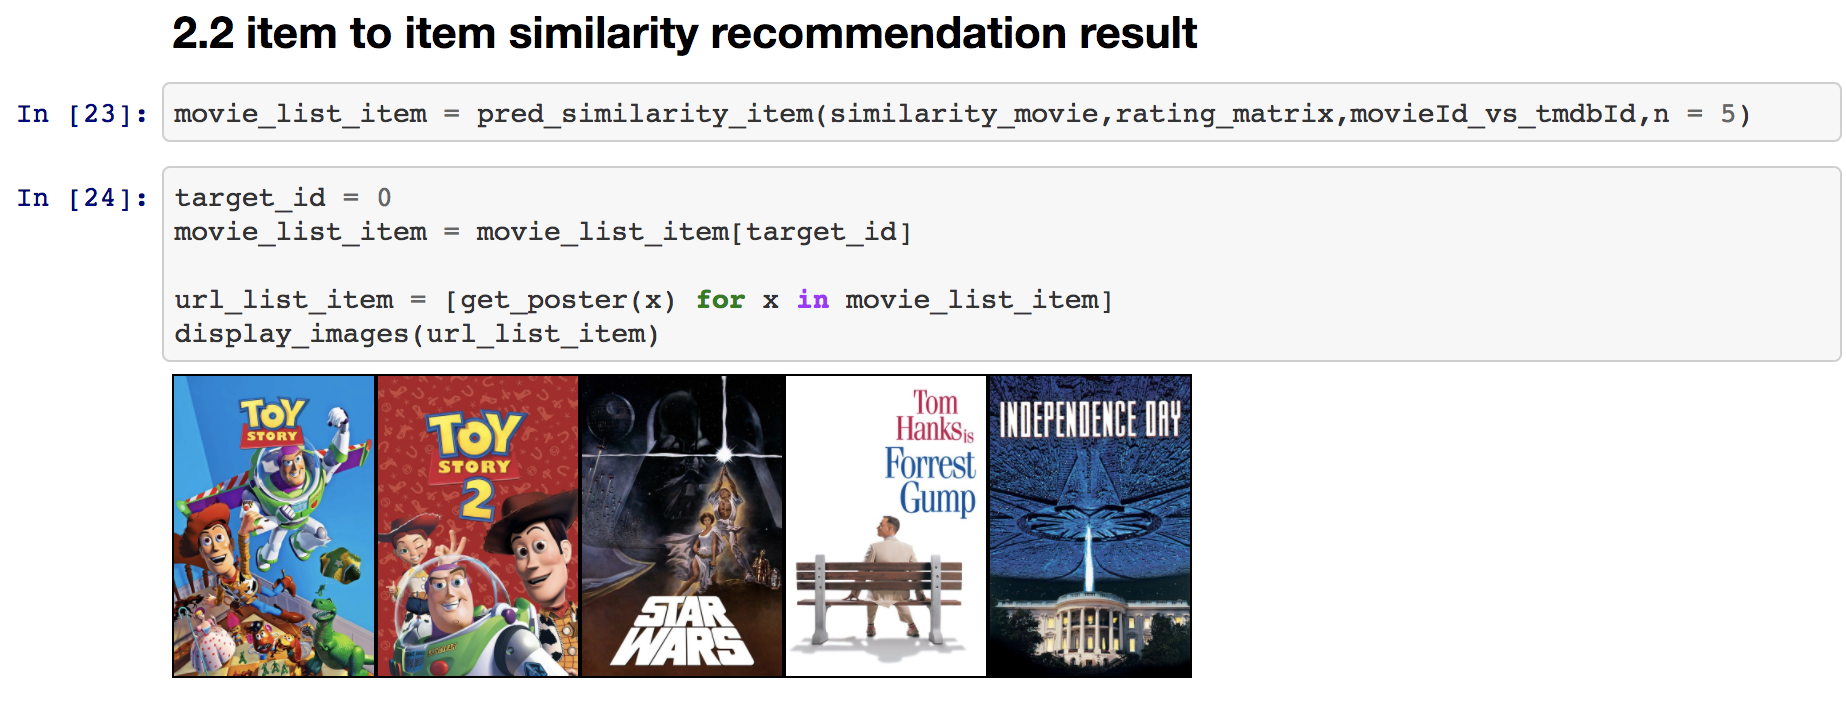 2.2 item to item similarity recommendation result
In [23]: movie_list_item = pred_similarity_item(similarity_movie,rating_matrix,movieId_vs_tmdbId,n = 5)
In [24]: target_id = 0
movie_list_item = movie_list_item[target_id]
url_list_item = [get_poster(x) for x in movie_list_item]
display_images(url_list_item)
TOY
STORY
TOY
STORY
2
STAR
WARS
Tom
Hanks is
Forrest
Gump
INDEPENDENCE DAY